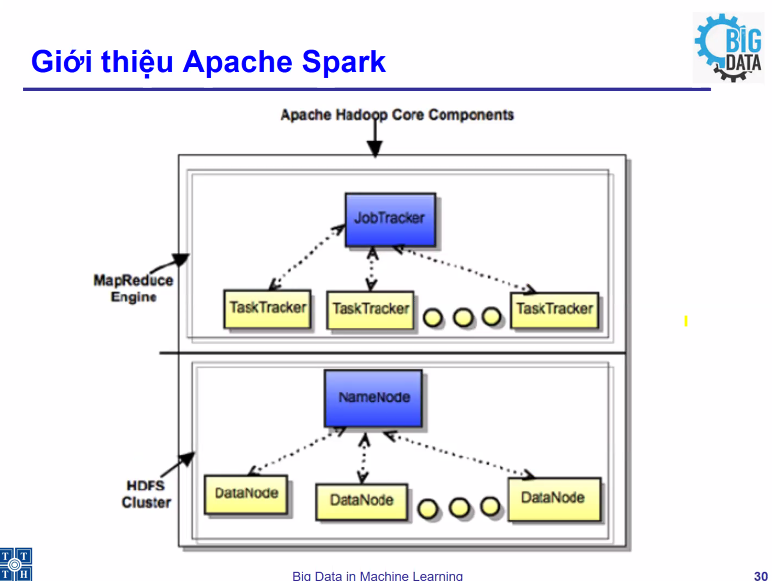 Giới thiệu Apache Spark
BIG
DATA
Apache Hadoop Core Components
JobTracker
MapReduce
Engine
TaskTracker
TaskTracker
TaskTracker
NameNode
HDFS
Cluster
DataNode
DataNode
DataNode
T T
T H
Big Data in Machine Learning
30